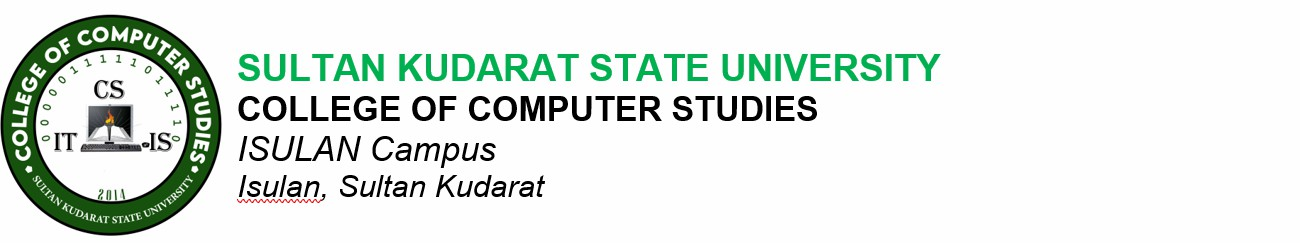 COLLEGE OF COMPUTER STUDIES
00000111110111110
CS
IT
IS
2014
SULTAN KUDARAT STATE UNIVERSITY
SULTAN KUDARAT STATE UNIVERSITY
COLLEGE OF COMPUTER STUDIES
ISULAN Campus
Isulan, Sultan Kudarat